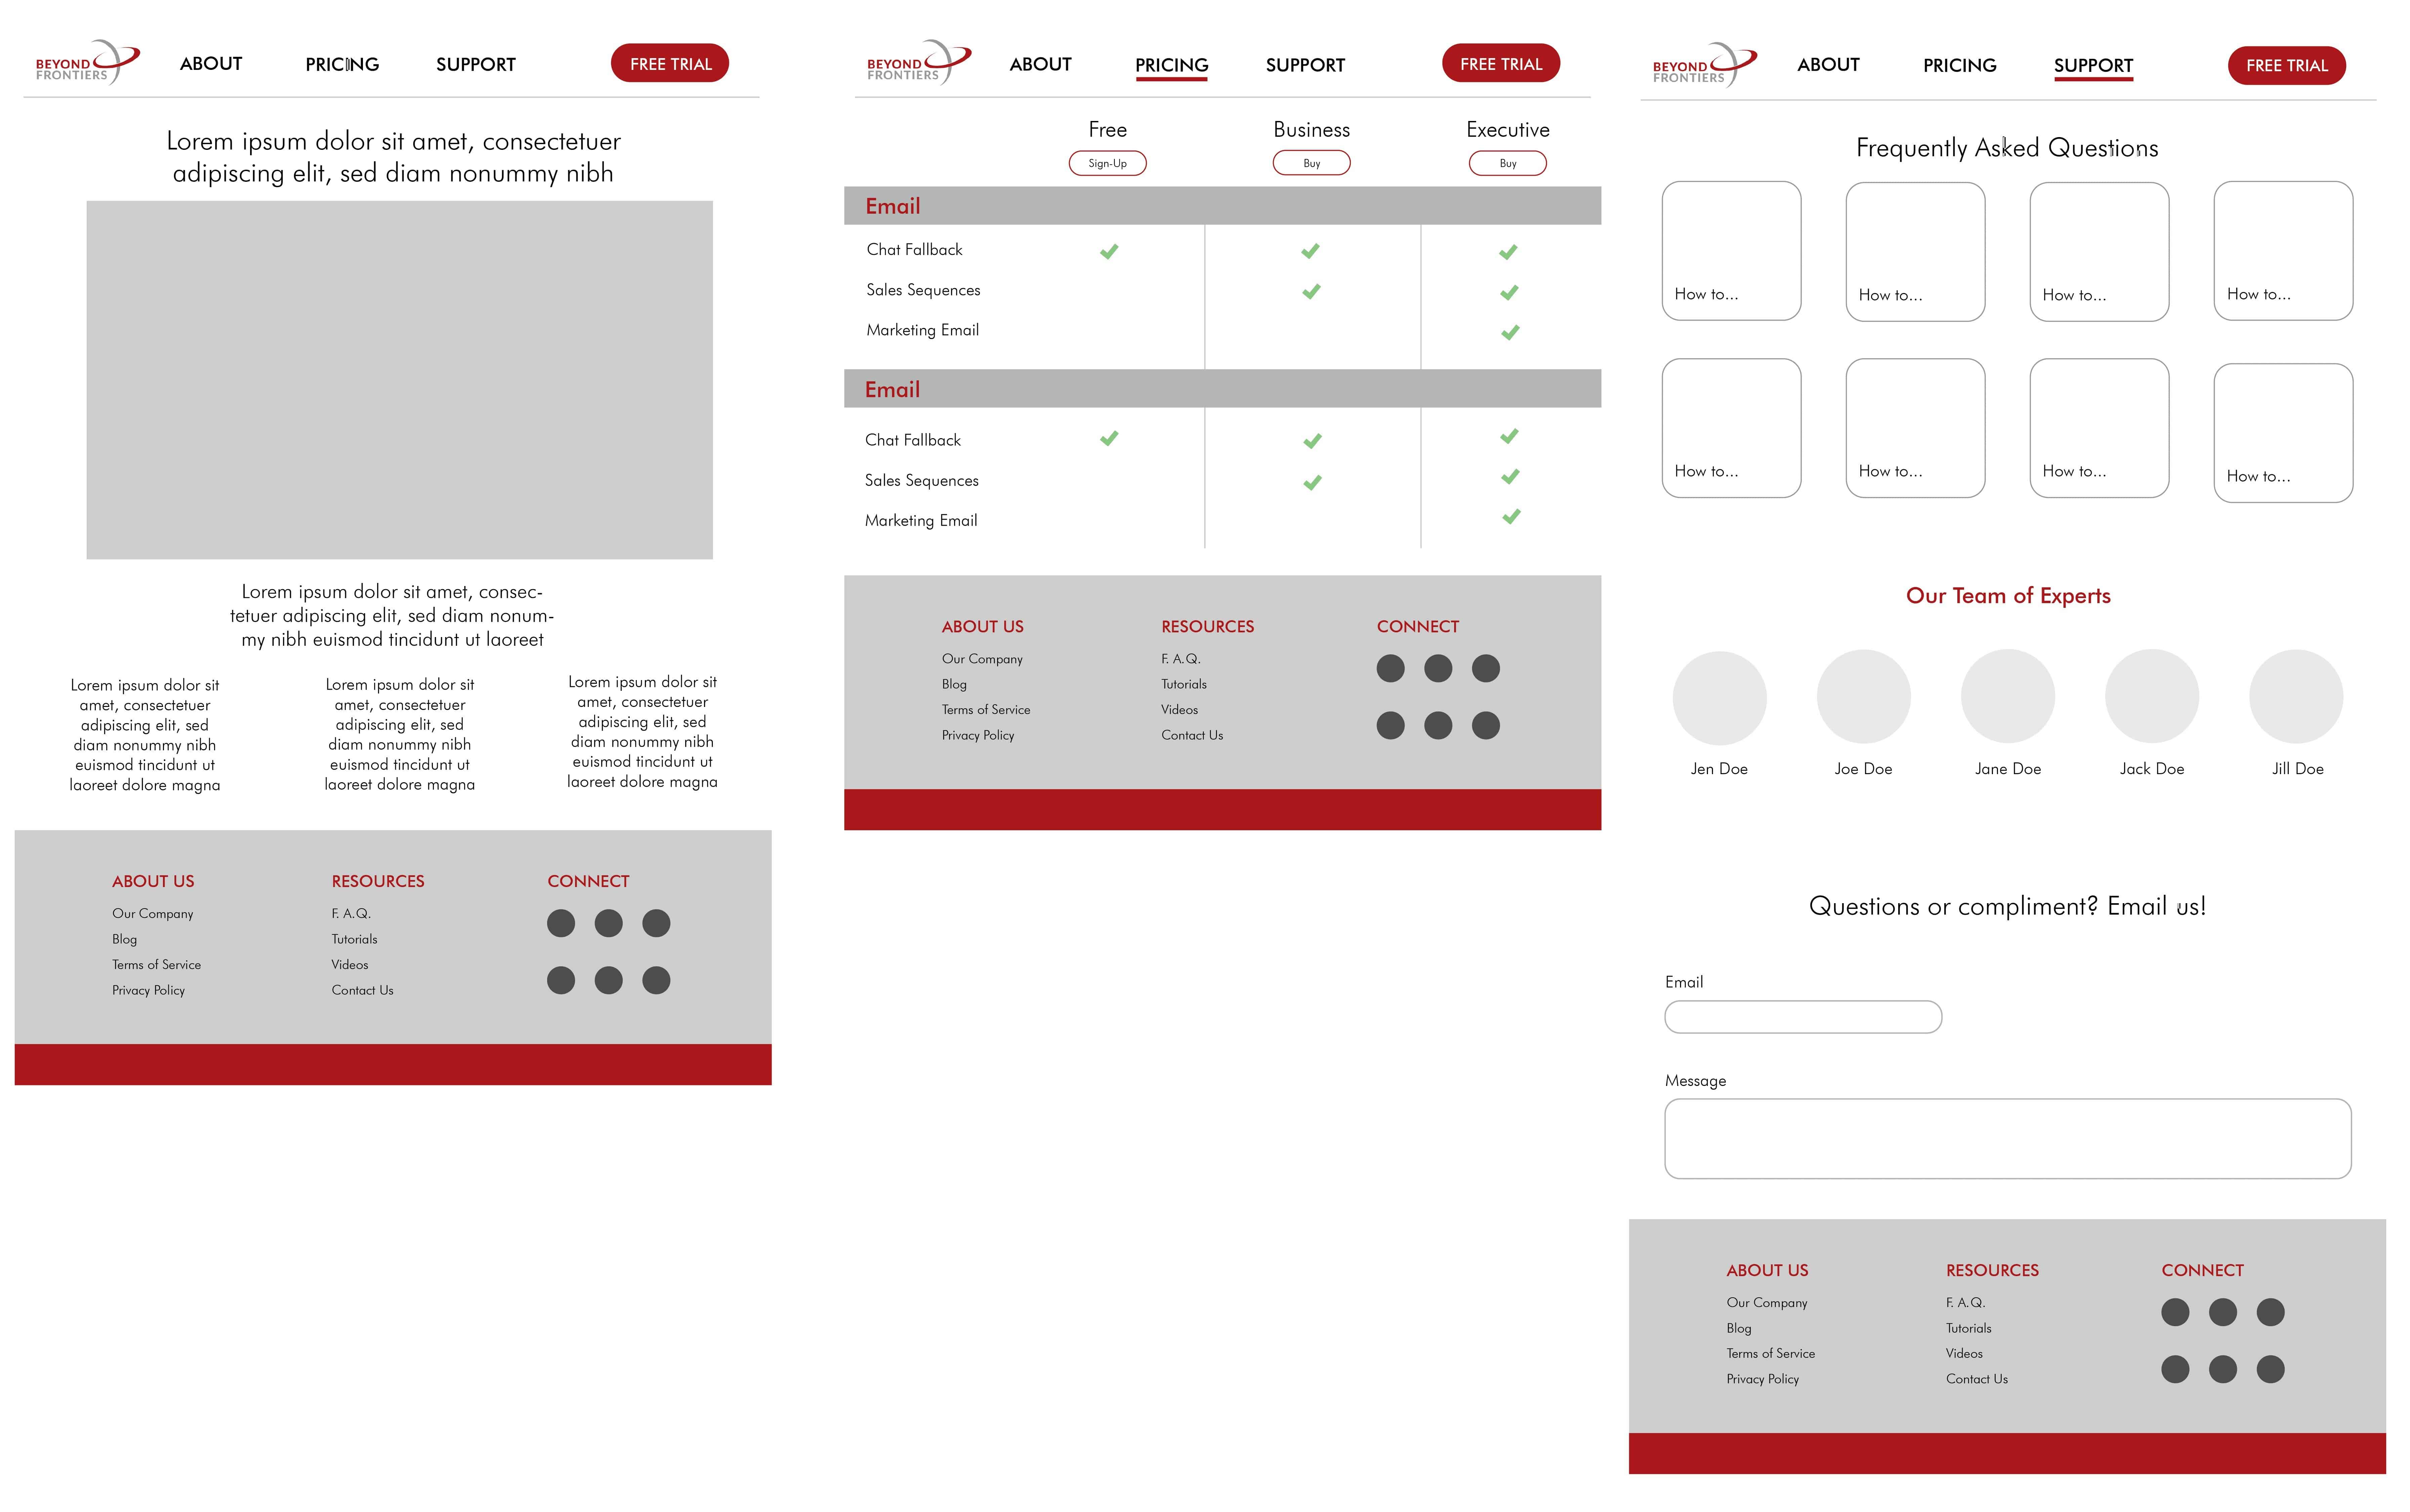 BEYOND
FRONTIERS
ABOUT
PRICING
SUPPORT
FREE TRIAL
Lorem ipsum dolor sit amet, consectetuer
adipiscing elit, sed diam nonummy nibh
Lorem ipsum dolor sit amet, consec-
tetuer adipiscing elit, sed diam nonum-
my nibh euismod tincidunt ut laoreet
Lorem ipsum dolor sit
amet, consectetuer
adipiscing elit, sed
diam nonummy nibh
euismod tincidunt ut
laoreet dolore magna
Lorem ipsum dolor sit
amet, consectetuer
adipiscing elit, sed
diam nonummy nibh
euismod tincidunt ut
laoreet dolore magna
Lorem ipsum dolor sit
amet, consectetuer
adipiscing elit, sed
diam nonummy nibh
euismod tincidunt ut
laoreet dolore magna
ABOUT US
Our Company
Blog
Terms of Service
Privacy Policy
RESOURCES
F. A.Q.
Tutorials
Videos
Contact Us
CONNECT
BEYOND
FRONTIERS
ABOUT
PRICING
SUPPORT
FREE TRIAL
Free
Sign-Up
Business
Buy
Executive
Buy
Email
Chat Fallback
Sales Sequences
Marketing Email
Email
Chat Fallback
Sales Sequences
Marketing Email
ABOUT US
Our Company
Blog
Terms of Service
Privacy Policy
RESOURCES
F. A.Q.
Tutorials
Videos
Contact Us
CONNECT
BEYOND
FRONTIERS
ABOUT
PRICING
SUPPORT
FREE TRIAL
Frequently Asked Questions
How to...
How to...
How to...
How to...
How to...
How to...
How to...
How to...
Our Team of Experts
Jen Doe
Joe Doe
Jane Doe
Jack Doe
Jill Doe
Questions or compliment? Email us!
Email
Message
ABOUT US
Our Company
Blog
Terms of Service
Privacy Policy
RESOURCES
F. A.Q.
Tutorials
Videos
Contact Us
CONNECT